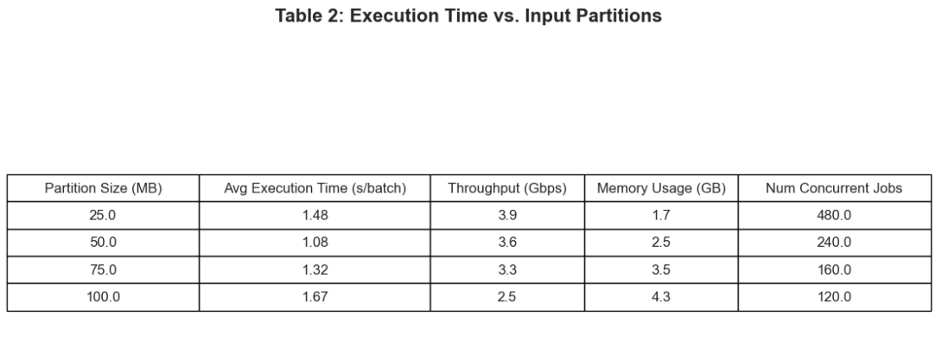 Table 2: Execution Time vs. Input Partitions
Partition Size (MB) Avg Execution Time (s/batch) Throughput (Gbps) Memory Usage (GB) Num Concurrent Jobs
25.0 1.48 3.9 1.7 480.0
50.0 1.08 3.6 2.5 240.0
75.0 1.32 3.3 3.5 160.0
100.0 1.67 2.5 4.3 120.0